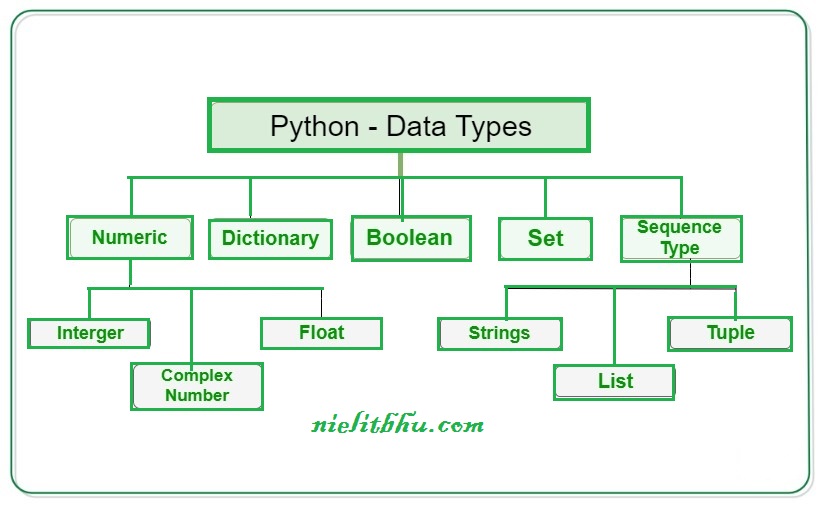 Python - Data Types
Numeric
Dictionary
Boolean
Set
Sequence
Type
Interger
Complex
Number
Float
Strings
List
Tuple
nielitbhu.com